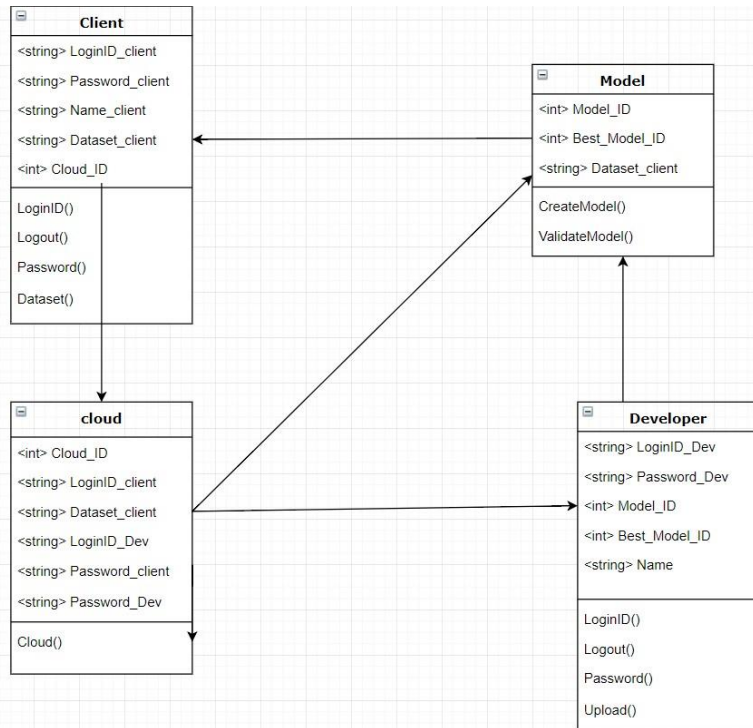 Client
<string> LoginID_client
<string> Password_client
<string> Name_client
<string> Dataset_client
<int> Cloud_ID
LoginID()
Logout()
Password()
Dataset()
Model
<int> Model_ID
<int> Best_Model_ID
<string> Dataset_client
CreateModel()
ValidateModel()
cloud
<int> Cloud_ID
<string> LoginID_client
<string> Dataset_client
<string> LoginID_Dev
<string> Password_client
<string> Password_Dev
Cloud()
Developer
<string> LoginID_Dev
<string> Password_Dev
<int> Model_ID
<int> Best_Model_ID
<string> Name
LoginID()
Logout()
Password()
Upload()